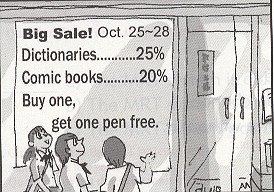 Big Sale! Oct. 25~28
Dictionaries..........25%
Comic books..........20%
Buy one,
get one pen free.